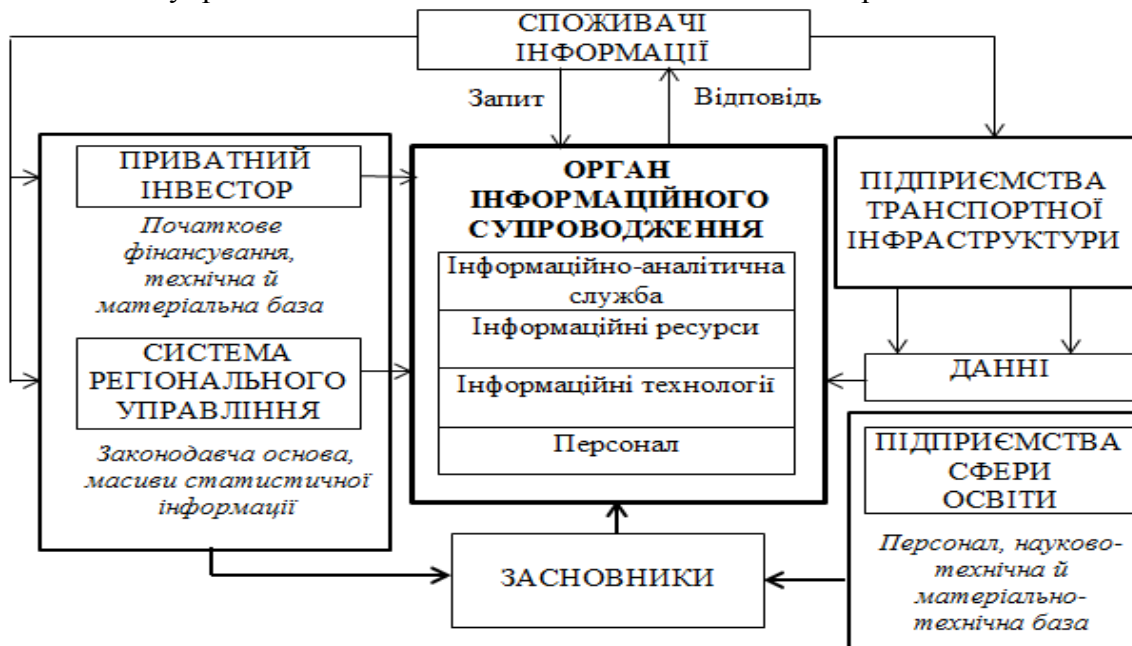 СПОЖИВАЧІ
ІНФОРМАЦІЇ
Запит
Відповідь
ПРИВАТНИЙ
ІНВЕСТОР
Початкове
фінансування,
технічна й
матеріальна база
СИСТЕМА
РЕГІОНАЛЬНОГО
УПРАВЛІННЯ
Законодавча основа,
масиви статистичної
інформації
ОРГАН
ІНФОРМАЦІЙНОГО
СУПРОВОДЖЕННЯ
Інформаційно-аналітична
служба
Інформаційні ресурси
Інформаційні технології
Персонал
ПІДПРИЄМСТВА
ТРАНСПОРТНОЇ
ІНФРАСТРУКТУРИ
ДАННІ
ПІДПРИЄМСТВА
СФЕРИ
ОСВІТИ
Персонал, науково-
технічна й
матеріально-
технічна база
ЗАСНОВНИКИ